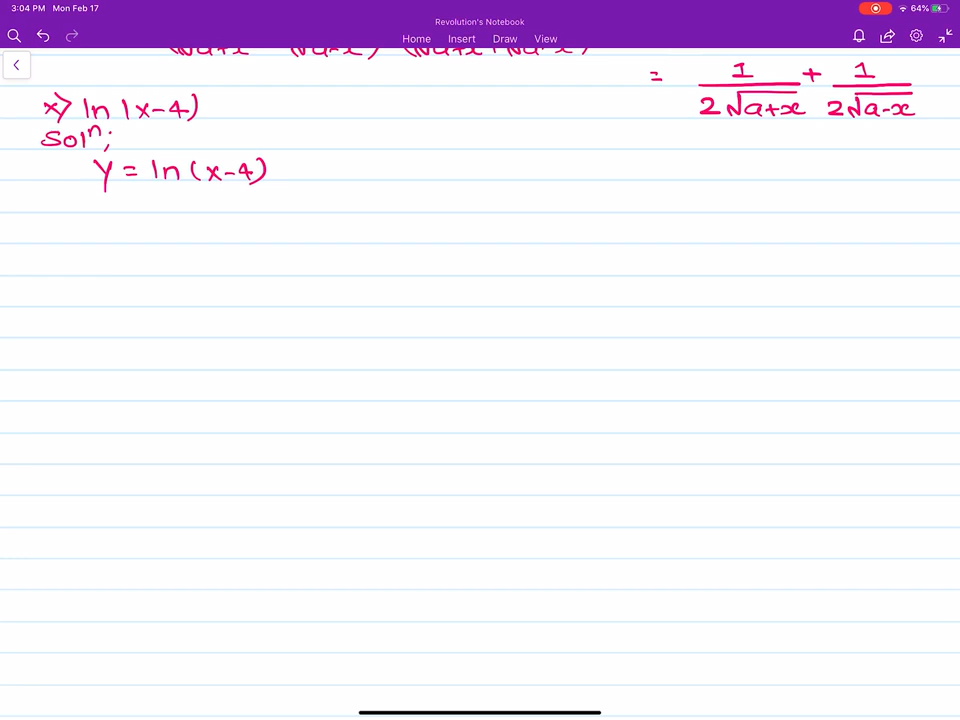 3:04 PM Mon Feb 17
64%
Revolution's Notebook
Home Insert Draw View
= 1/(2√(a+x)) + 1/(2√(a-x))
x> ln(x-4)
Solⁿ;
y = ln(x-4)